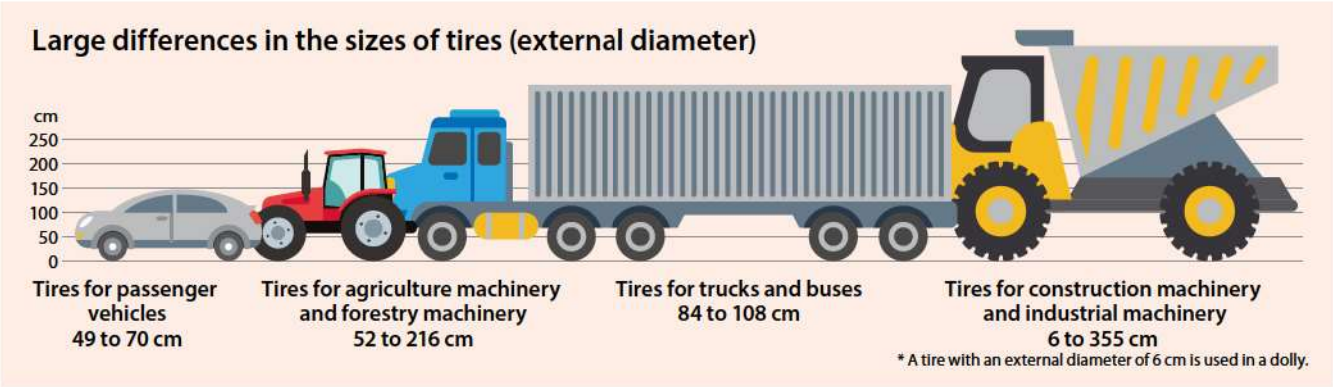 Large differences in the sizes of tires (external diameter)
cm
250
200
150
100
50
0
Tires for passenger
vehicles
49 to 70 cm
Tires for agriculture machinery
and forestry machinery
52 to 216 cm
Tires for trucks and buses
84 to 108 cm
Tires for construction machinery
and industrial machinery
6 to 355 cm
* A tire with an external diameter of 6 cm is used in a dolly.